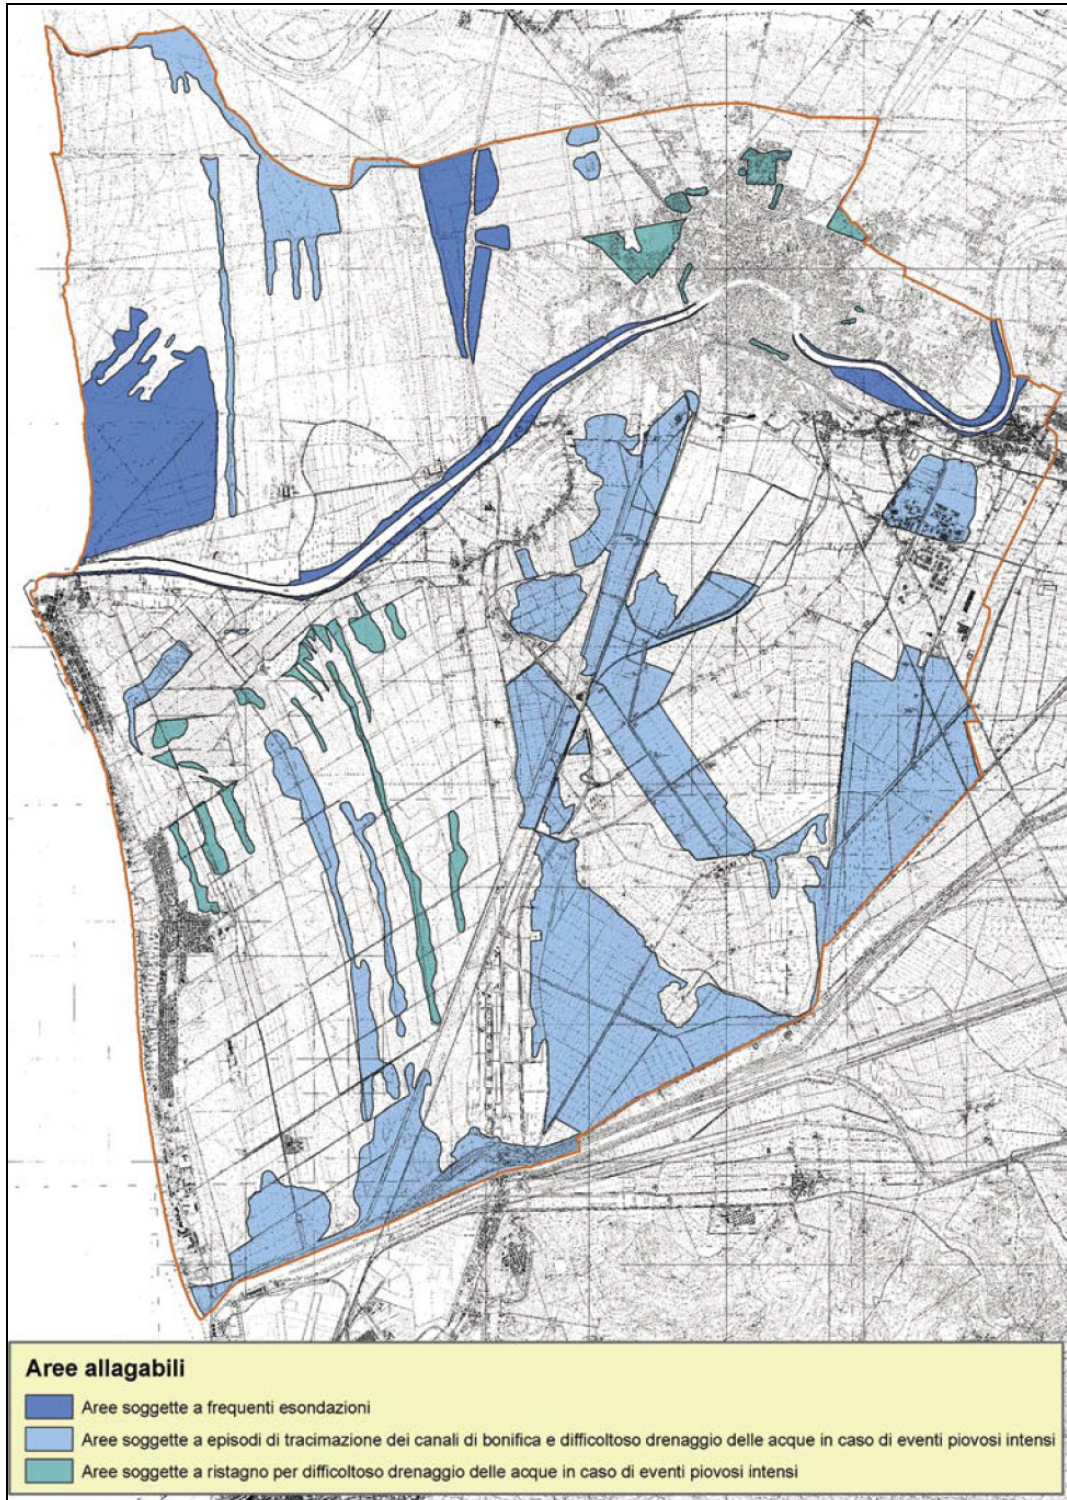 Aree allagabili
Aree soggette a frequenti esondazioni
Aree soggette a episodi di tracimazione dei canali di bonifica e difficoltoso drenaggio delle acque in caso di eventi piovosi intensi
Aree soggette a ristagno per difficoltoso drenaggio delle acque in caso di eventi piovosi intensi